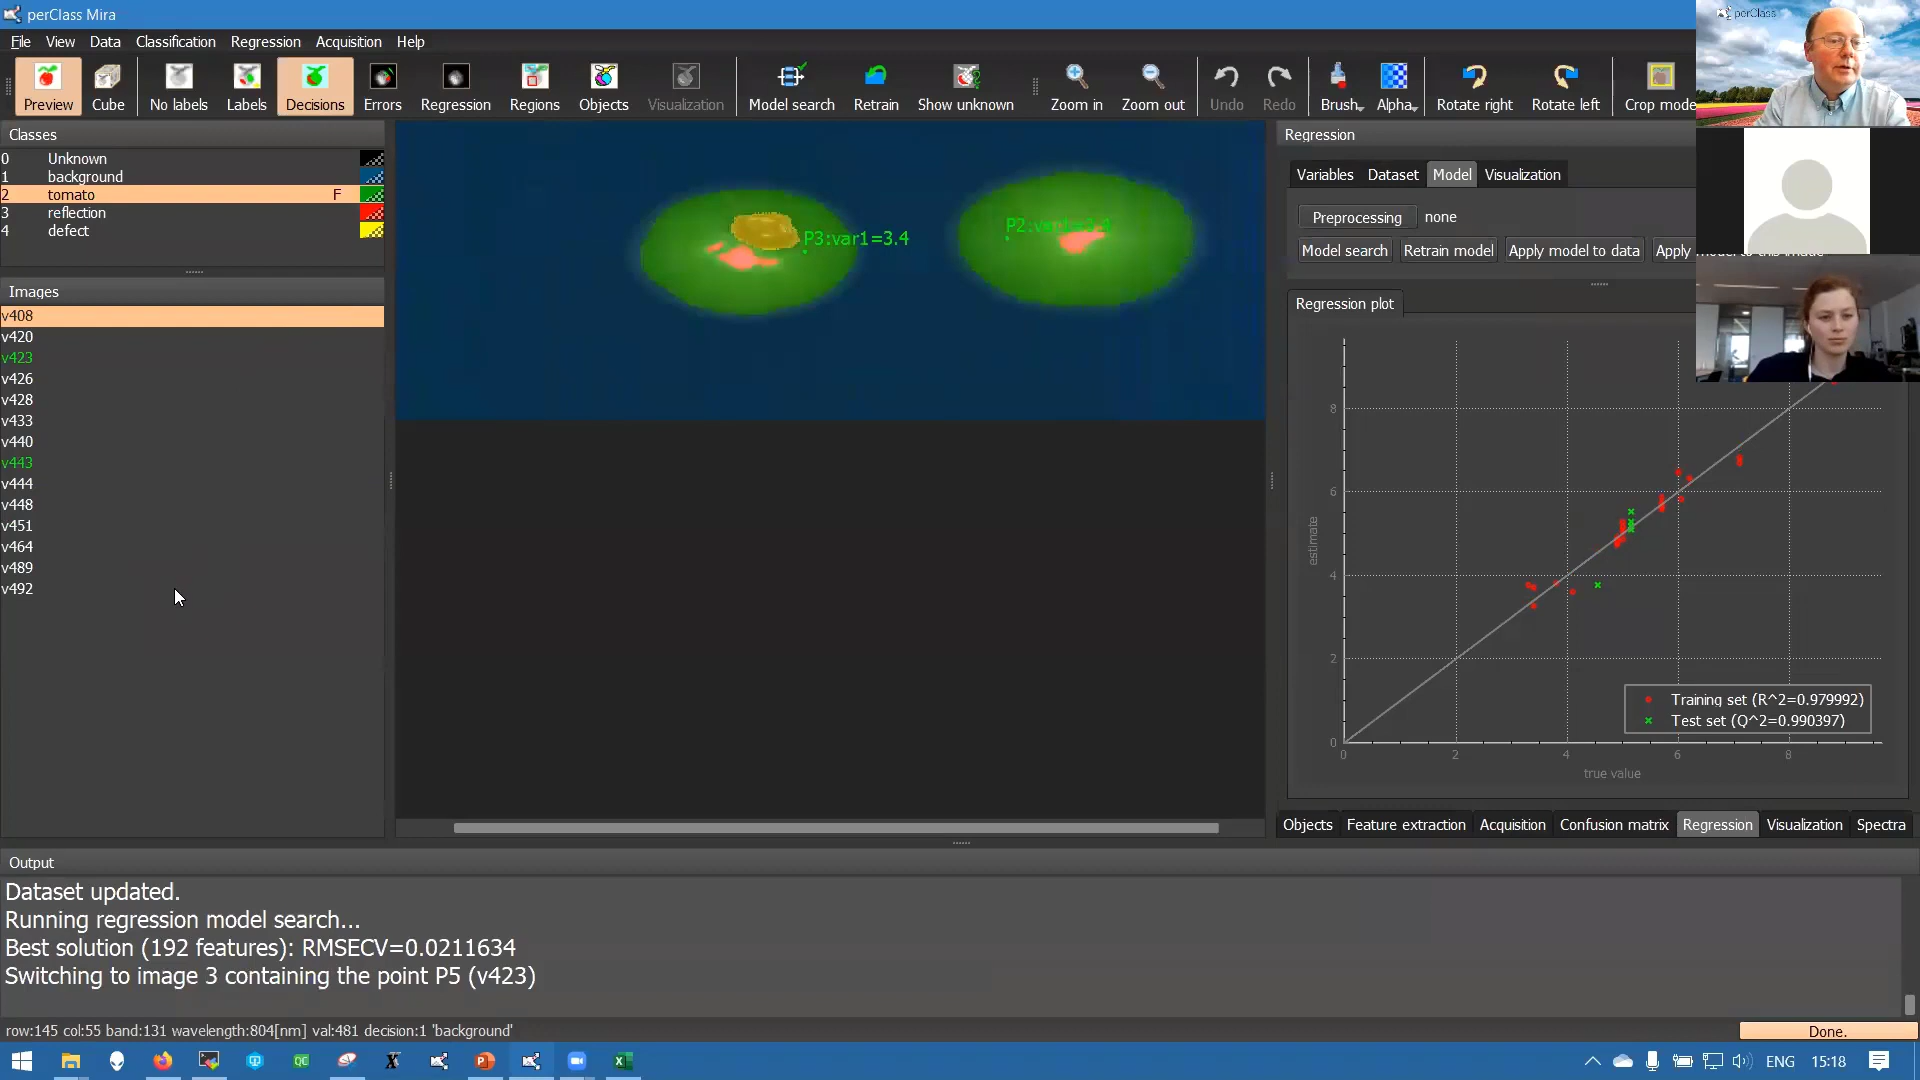 perClass Mira
File View Data Classification Regression Acquisition Help
Preview Cube No labels Labels Decisions Errors Regression Regions Objects Visualization Model search Retrain Show unknown Zoom in Zoom out Undo Redo Brush Alpha Rotate right Rotate left Crop mode
perClass
Classes
0 Unknown
1 background
2 tomato F
3 reflection
4 defect
Images
v408
v420
v423
v426
v428
v433
v440
v443
v444
v448
v451
v464
v489
v492
P3:var1=3.4
Regression
Variables Dataset Model Visualization
Preprocessing none
Model search Retrain model Apply model to data Apply model to this image
Regression plot
8
6
4
2
0
estimate
0 2 4 6 8
true value
Training set (R^2=0.979992)
Test set (Q^2=0.990397)
Objects Feature extraction Acquisition Confusion matrix Regression Visualization Spectra
Output
Dataset updated.
Running regression model search...
Best solution (192 features): RMSECV=0.0211634
Switching to image 3 containing the point P5 (v423)
row:145 col:55 band:131 wavelength:804[nm] val:481 decision:1 'background'
Done.
ENG 15:18